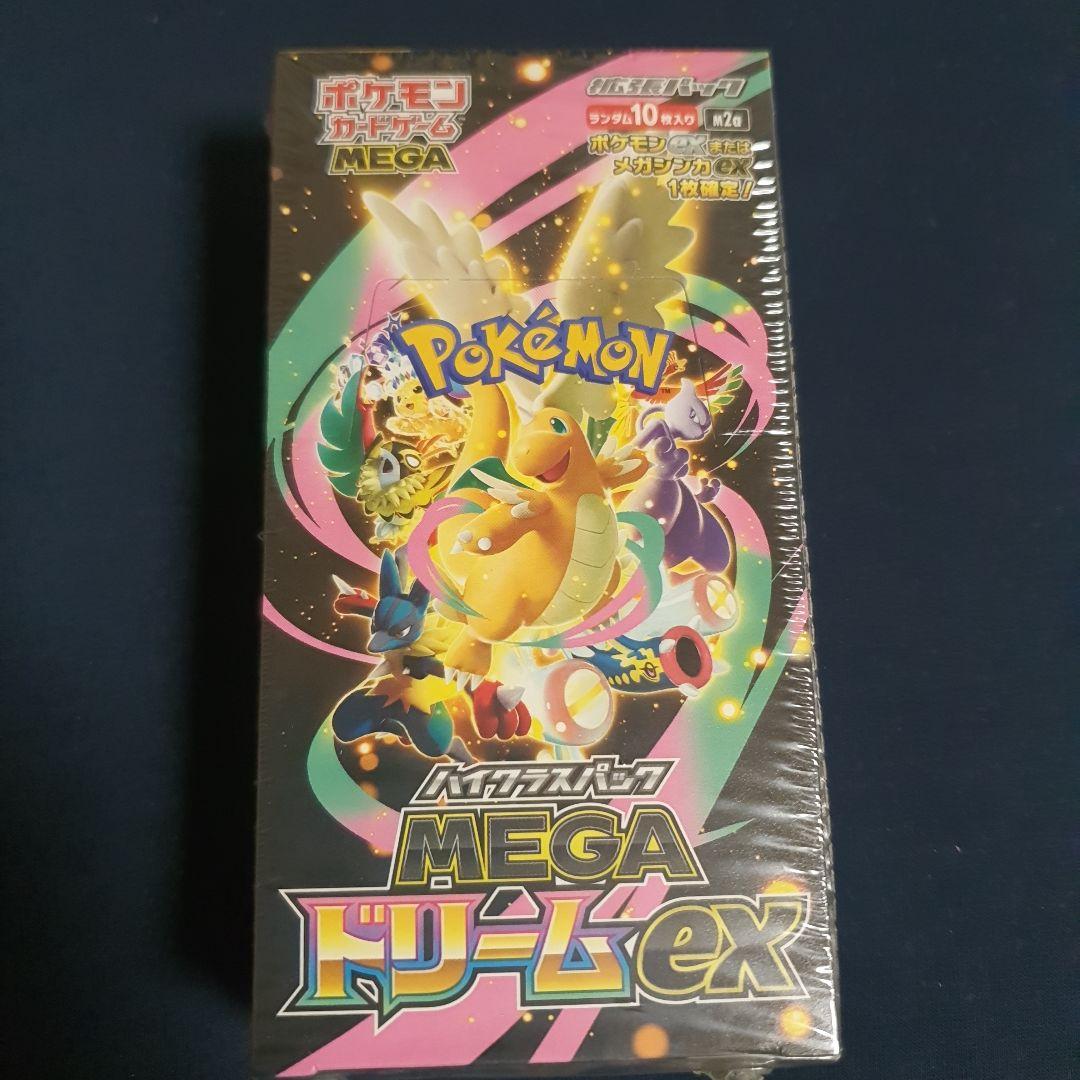 ポケモン
カードゲーム
MEGA
拡張パック
ランダム10枚入り M2a
ポケモンexまたは
メガシンカex
1枚確定!
POKéMON
TM
ハイクラスパック
MEGA
ドリームex